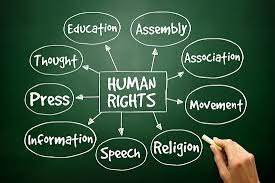 Education
Assembly
Thought
Association
HUMAN
RIGHTS
Press
Movement
Information
Speech
Religion